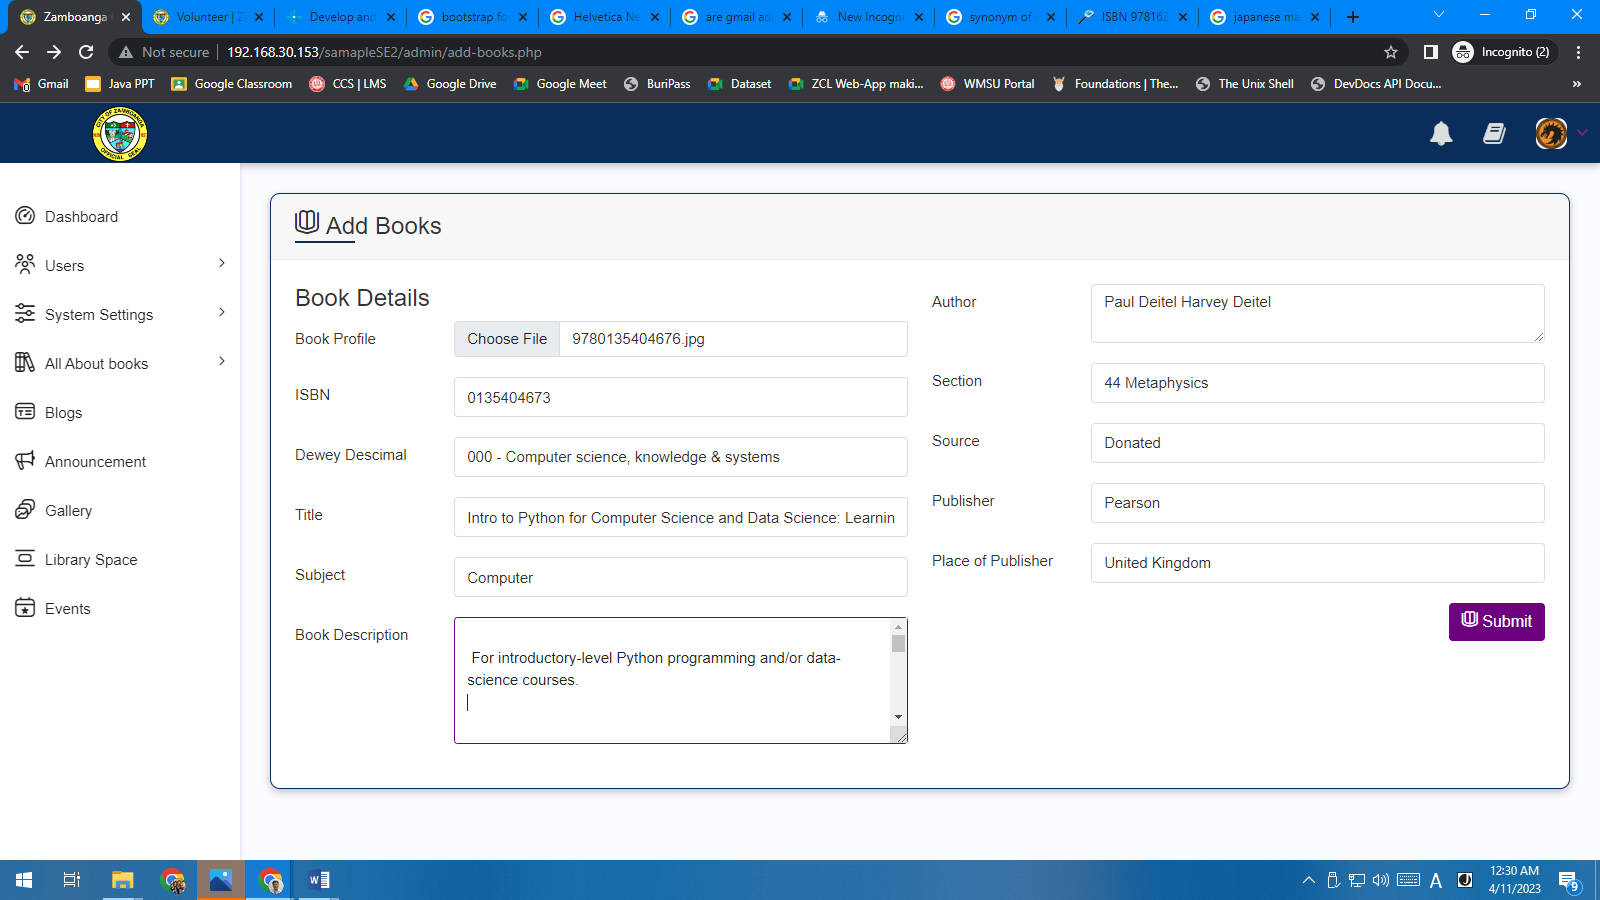 Zamboanga
Volunteer | Z
Develop and
bootstrap fo
Helvetica Ne
are gmail ad
New Incogni
synonym of
ISBN 978162
japanese ma
Not secure
192.168.30.153/samapleSE2/admin/add-books.php
Incognito (2)
Gmail
Java PPT
Google Classroom
CCS | LMS
Google Drive
Google Meet
BuriPass
Dataset
ZCL Web-App maki...
WMSU Portal
Foundations | The...
The Unix Shell
DevDocs API Docu...
»
CITY OF ZAMBOANGA
OFFICIAL SEAL
Dashboard
Users
System Settings
All About books
Blogs
Announcement
Gallery
Library Space
Events
Add Books
Book Details
Book Profile
Choose File
9780135404676.jpg
ISBN
0135404673
Dewey Descimal
000 - Computer science, knowledge & systems
Title
Intro to Python for Computer Science and Data Science: Learnin
Subject
Computer
Book Description
For introductory-level Python programming and/or data-
science courses.
Author
Paul Deitel Harvey Deitel
Section
44 Metaphysics
Source
Donated
Publisher
Pearson
Place of Publisher
United Kingdom
Submit
A
12:30 AM
4/11/2023
9